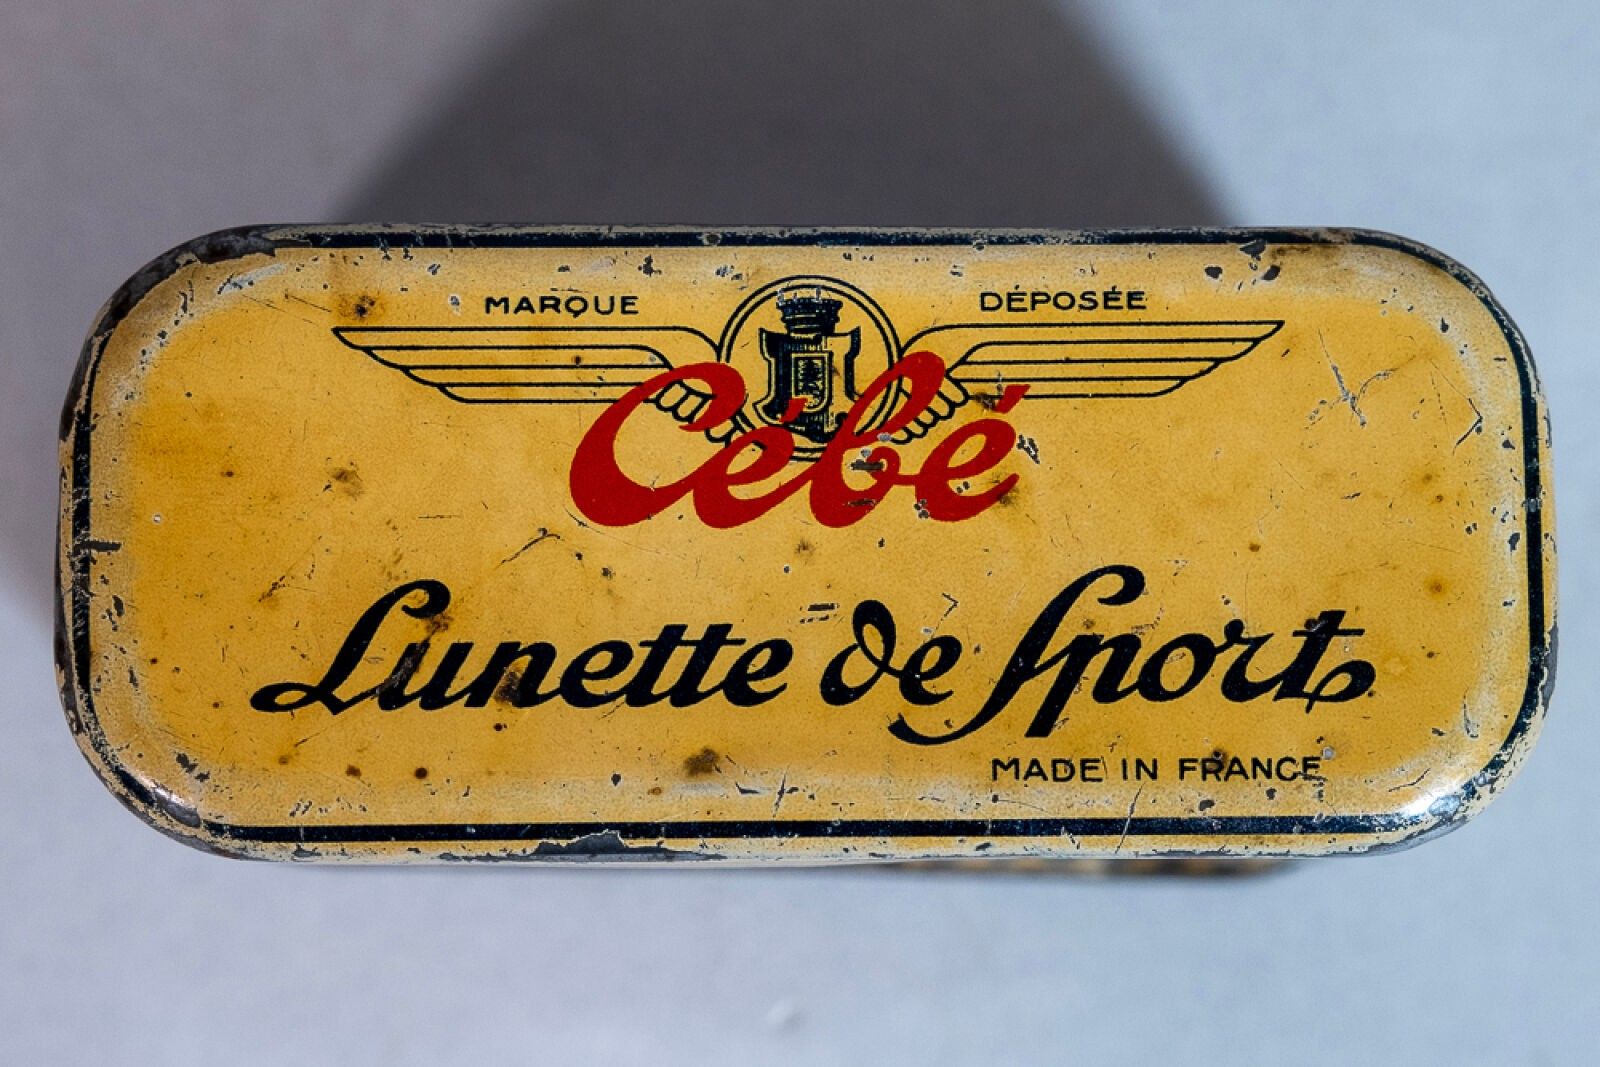 MARQUE DÉPOSÉE
Cébé
Lunette de Sport
MADE IN FRANCE